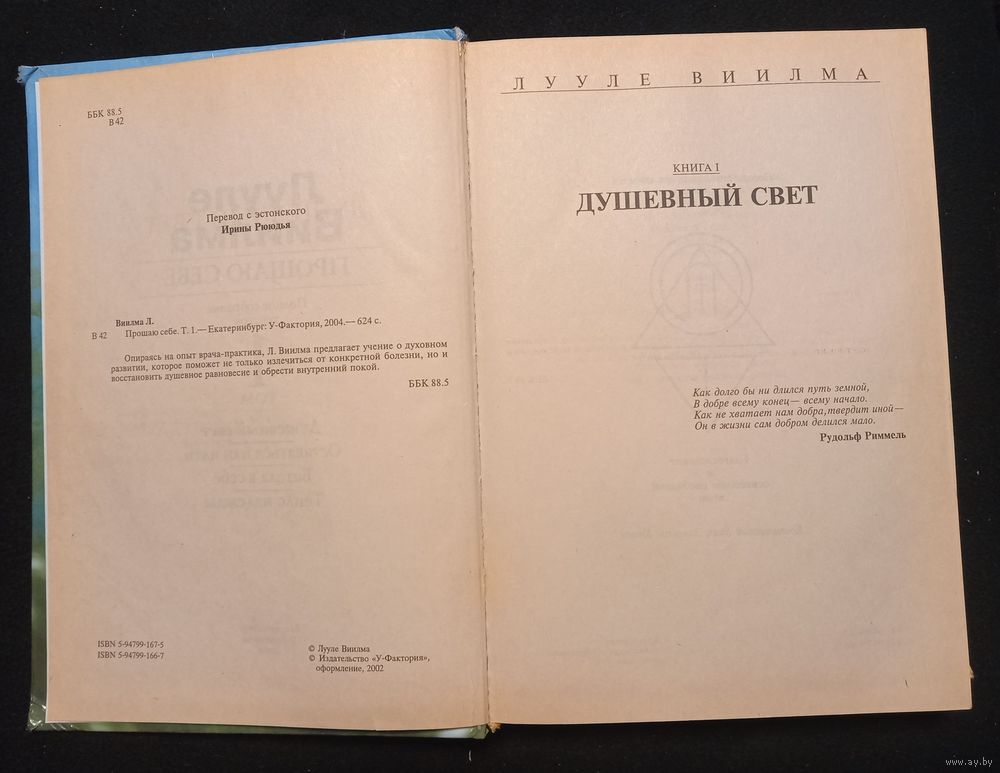 ББК 88.5
В 42
Перевод с эстонского
Ирины Рююдья
Виилма Л.
В 42 Прощаю себе. Т. 1.— Екатеринбург: У-Фактория, 2004.— 624 с.
Опираясь на опыт врача-практика, Л. Виилма предлагает учение о духовном
развитии, которое поможет не только излечиться от конкретной болезни, но и
восстановить душевное равновесие и обрести внутренний покой.
ББК 88.5
ISBN 5-94799-167-5
ISBN 5-94799-166-7
© Лууле Виилма
© Издательство «У-Фактория»,
оформление, 2002
ЛУУЛЕ ВИИЛМА
КНИГА I
ДУШЕВНЫЙ СВЕТ
Как долго бы ни длился путь земной,
В добре всему конец — всему начало.
Как не хватает нам добра, твердит иной —
Он в жизни сам добром делился мало.
Рудольф Риммель
www.ay.by